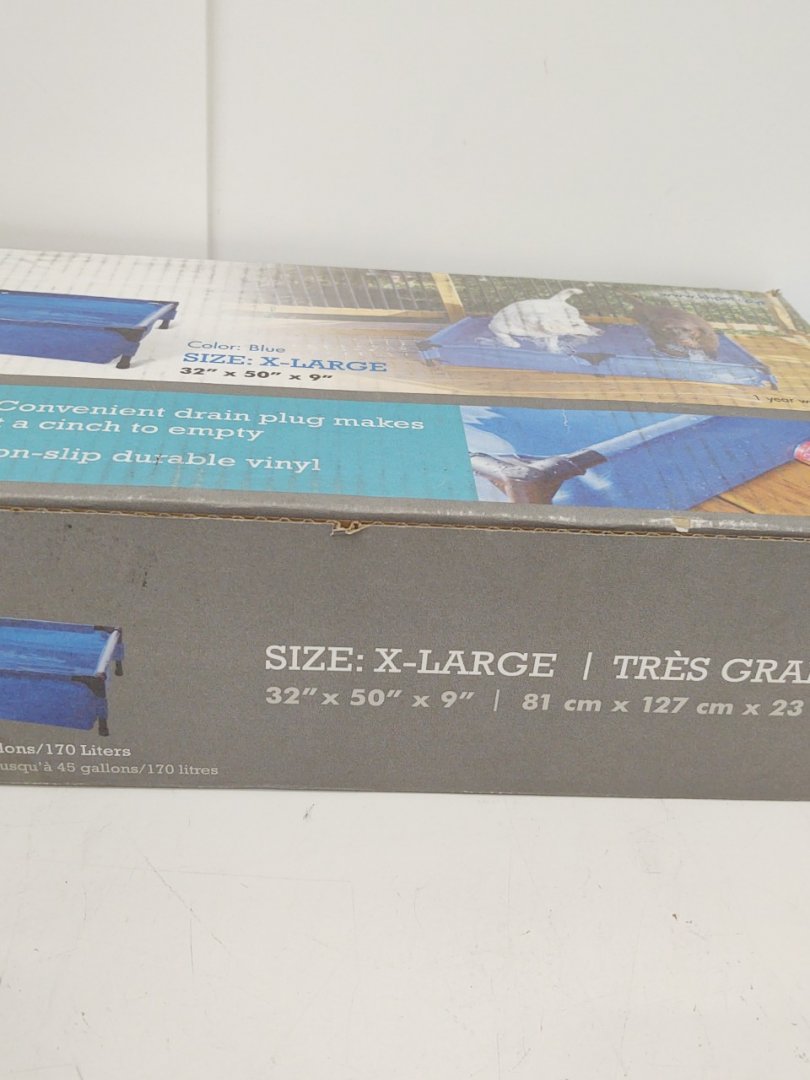 Color: Blue
SIZE: X-LARGE
32" x 50" x 9"
1 year
Convenient drain plug makes
a cinch to empty
on-slip durable vinyl
SIZE: X-LARGE | TRÈS GRA
32" x 50" x 9" | 81 cm x 127 cm x 23
lons/170 Liters
usqu'à 45 gallons/170 litres